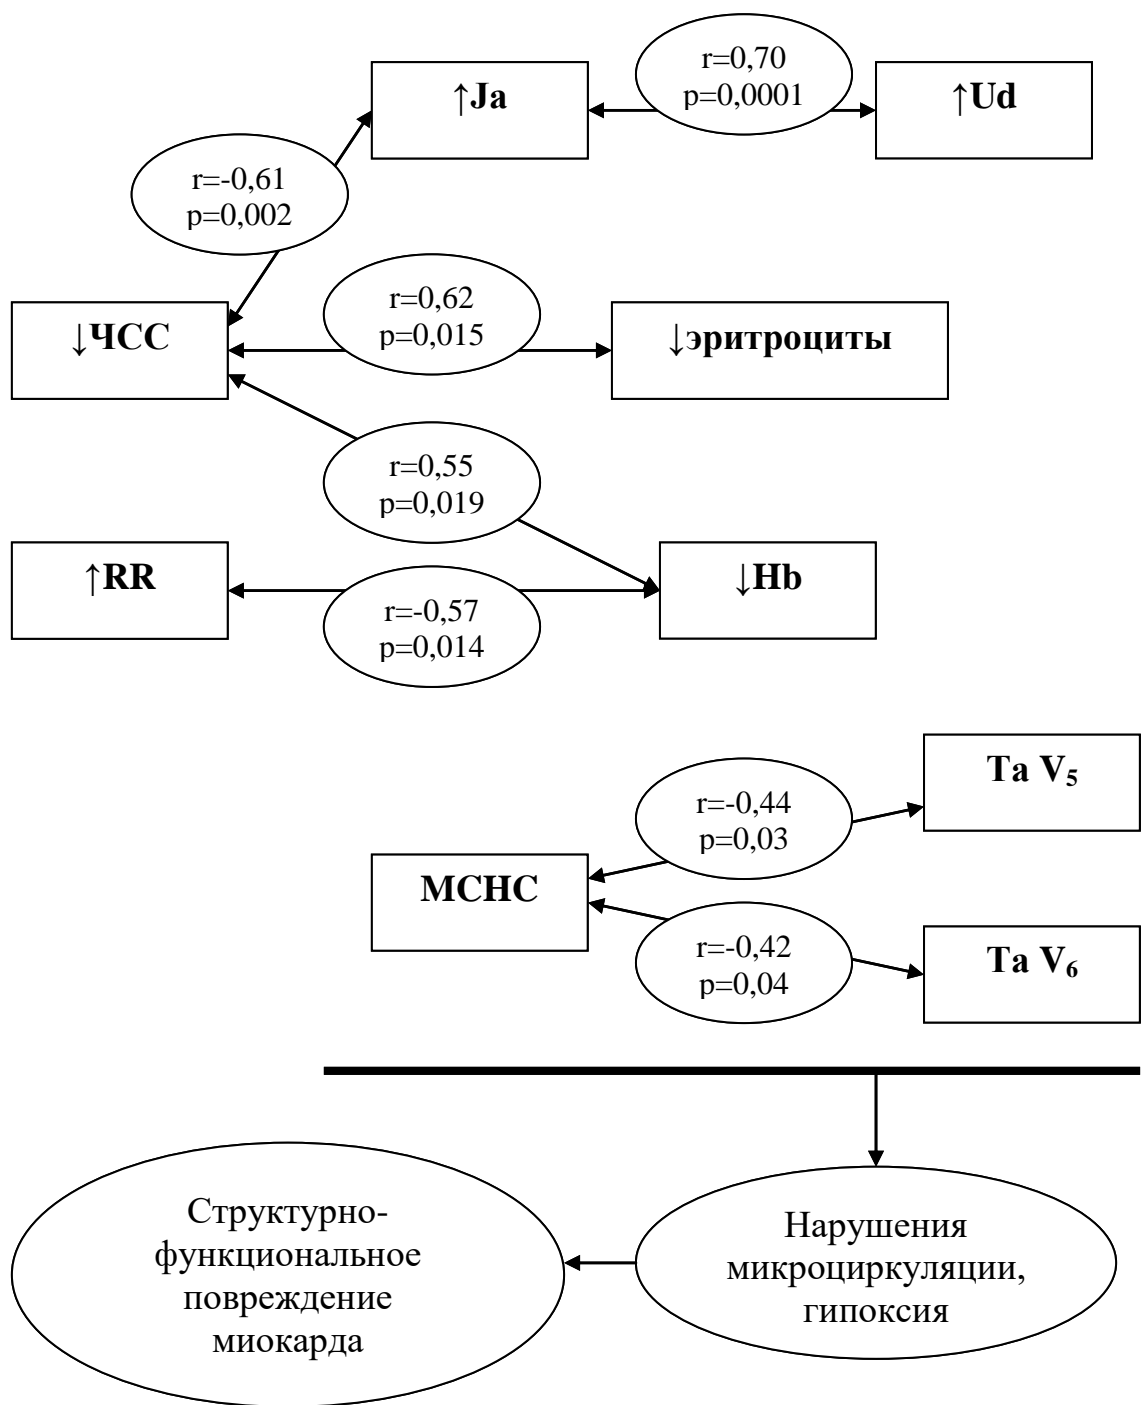 r=0,70
p=0,0001
↑Ja
↑Ud
r=-0,61
p=0,002
r=0,62
p=0,015
↓ЧСС
↓эритроциты
r=0,55
p=0,019
↑RR
↓Hb
r=-0,57
p=0,014
Ta V₅
r=-0,44
p=0,03
MCHC
r=-0,42
p=0,04
Ta V₆
Структурно-
функциональное
повреждение
миокарда
Нарушения
микроциркуляции,
гипоксия